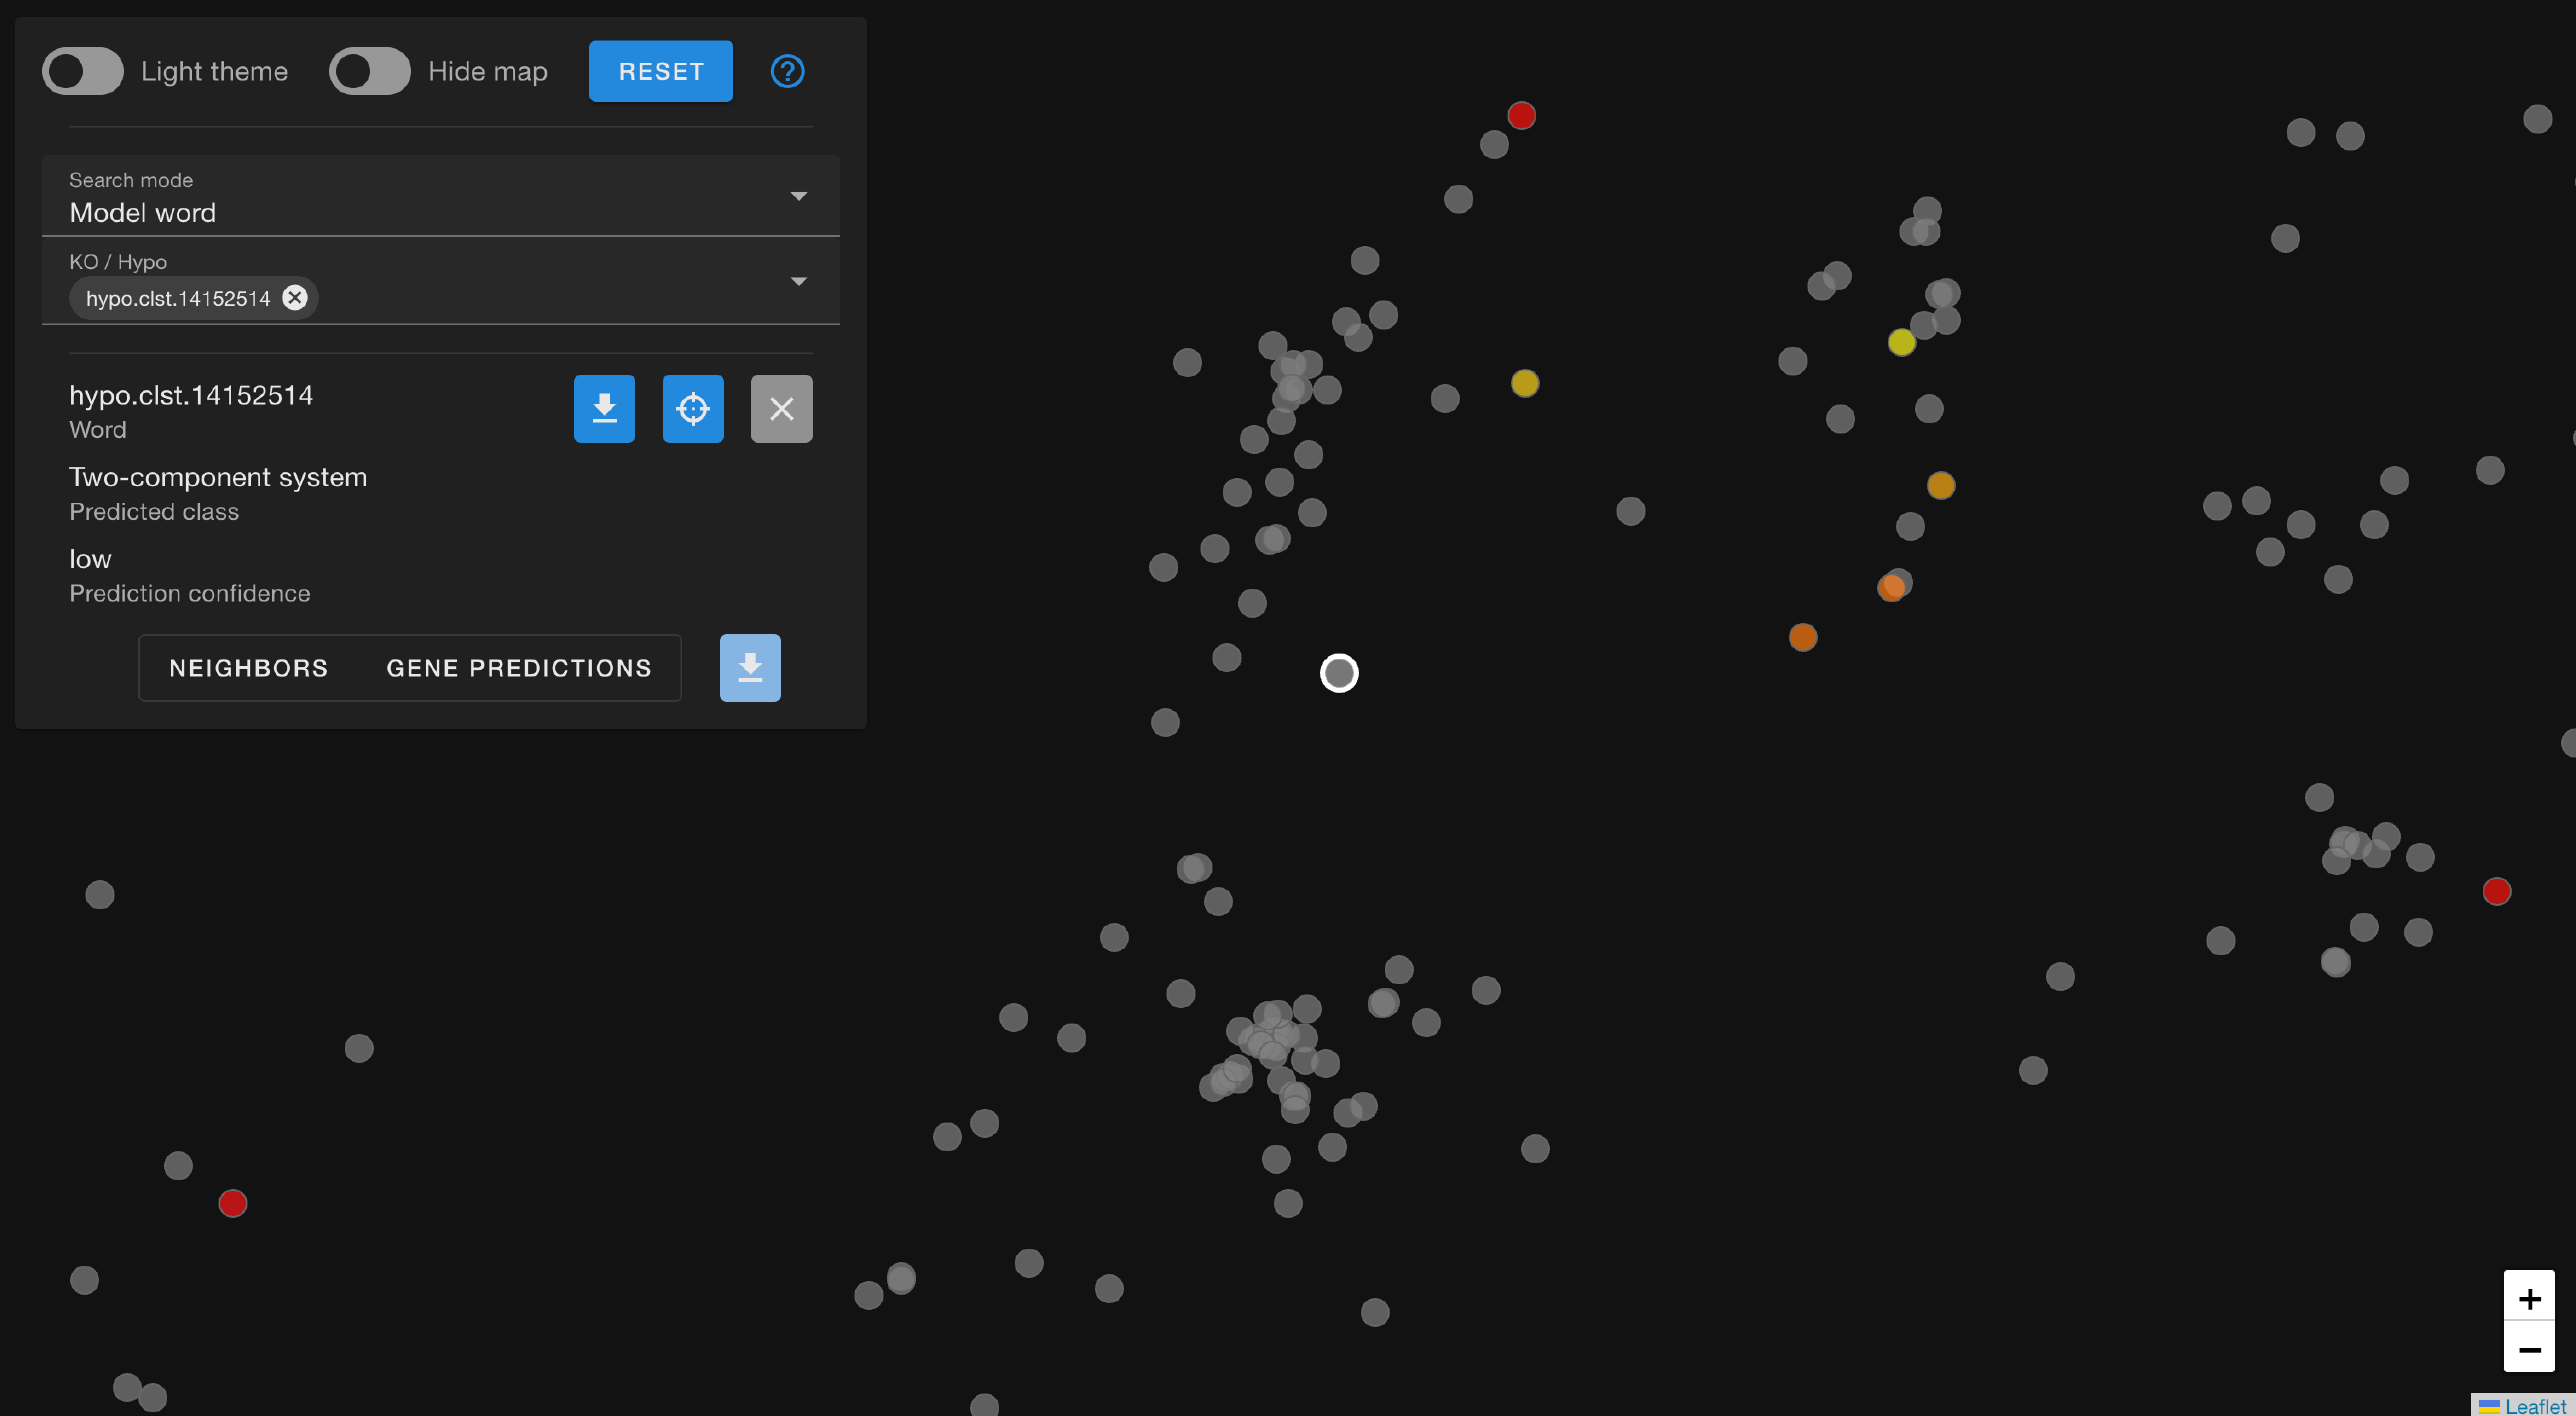 Light theme
Hide map
RESET
?
Search mode
Model word
KO / Hypo
hypo.clst.14152514
hypo.clst.14152514
Word
Two-component system
Predicted class
low
Prediction confidence
NEIGHBORS
GENE PREDICTIONS
+
−
Leaflet